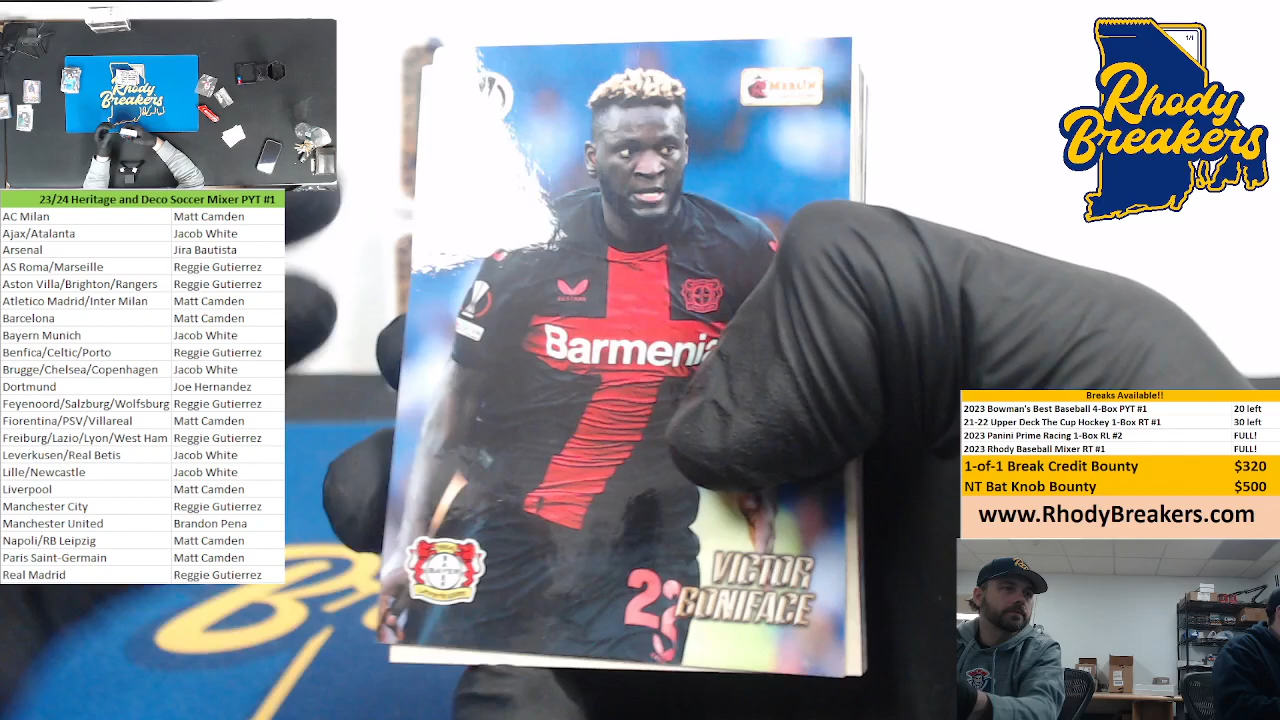 23/24 Heritage and Deco Soccer Mixer PYT #1
AC Milan Matt Camden
Ajax/Atalanta Jacob White
Arsenal Jira Bautista
AS Roma/Marseille Reggie Gutierrez
Aston Villa/Brighton/Rangers Reggie Gutierrez
Atletico Madrid/Inter Milan Matt Camden
Barcelona Matt Camden
Bayern Munich Jacob White
Benfica/Celtic/Porto Reggie Gutierrez
Brugge/Chelsea/Copenhagen Jacob White
Dortmund Joe Hernandez
Feyenoord/Salzburg/Wolfsburg Reggie Gutierrez
Fiorentina/PSV/Villareal Matt Camden
Freiburg/Lazio/Lyon/West Ham Reggie Gutierrez
Leverkusen/Real Betis Jacob White
Lille/Newcastle Jacob White
Liverpool Matt Camden
Manchester City Reggie Gutierrez
Manchester United Brandon Pena
Napoli/RB Leipzig Matt Camden
Paris Saint-Germain Matt Camden
Real Madrid Reggie Gutierrez
Rhody
Breakers
MERLIN
Barmenia
22
VICTOR
BONIFACE
1/1
Rhody
Breakers
Breaks Available!!
2023 Bowman's Best Baseball 4-Box PYT #1 20 left
21-22 Upper Deck The Cup Hockey 1-Box RT #1 30 left
2023 Panini Prime Racing 1-Box RL #2 FULL!
2023 Rhody Baseball Mixer RT #1 FULL!
1-of-1 Break Credit Bounty $320
NT Bat Knob Bounty $500
www.RhodyBreakers.com